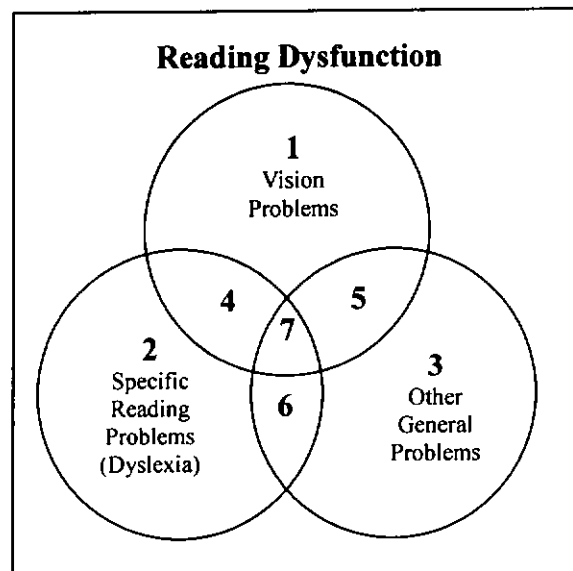 Reading Dysfunction
1
Vision
Problems
4
7
5
2
Specific
Reading
Problems
(Dyslexia)
6
3
Other
General
Problems